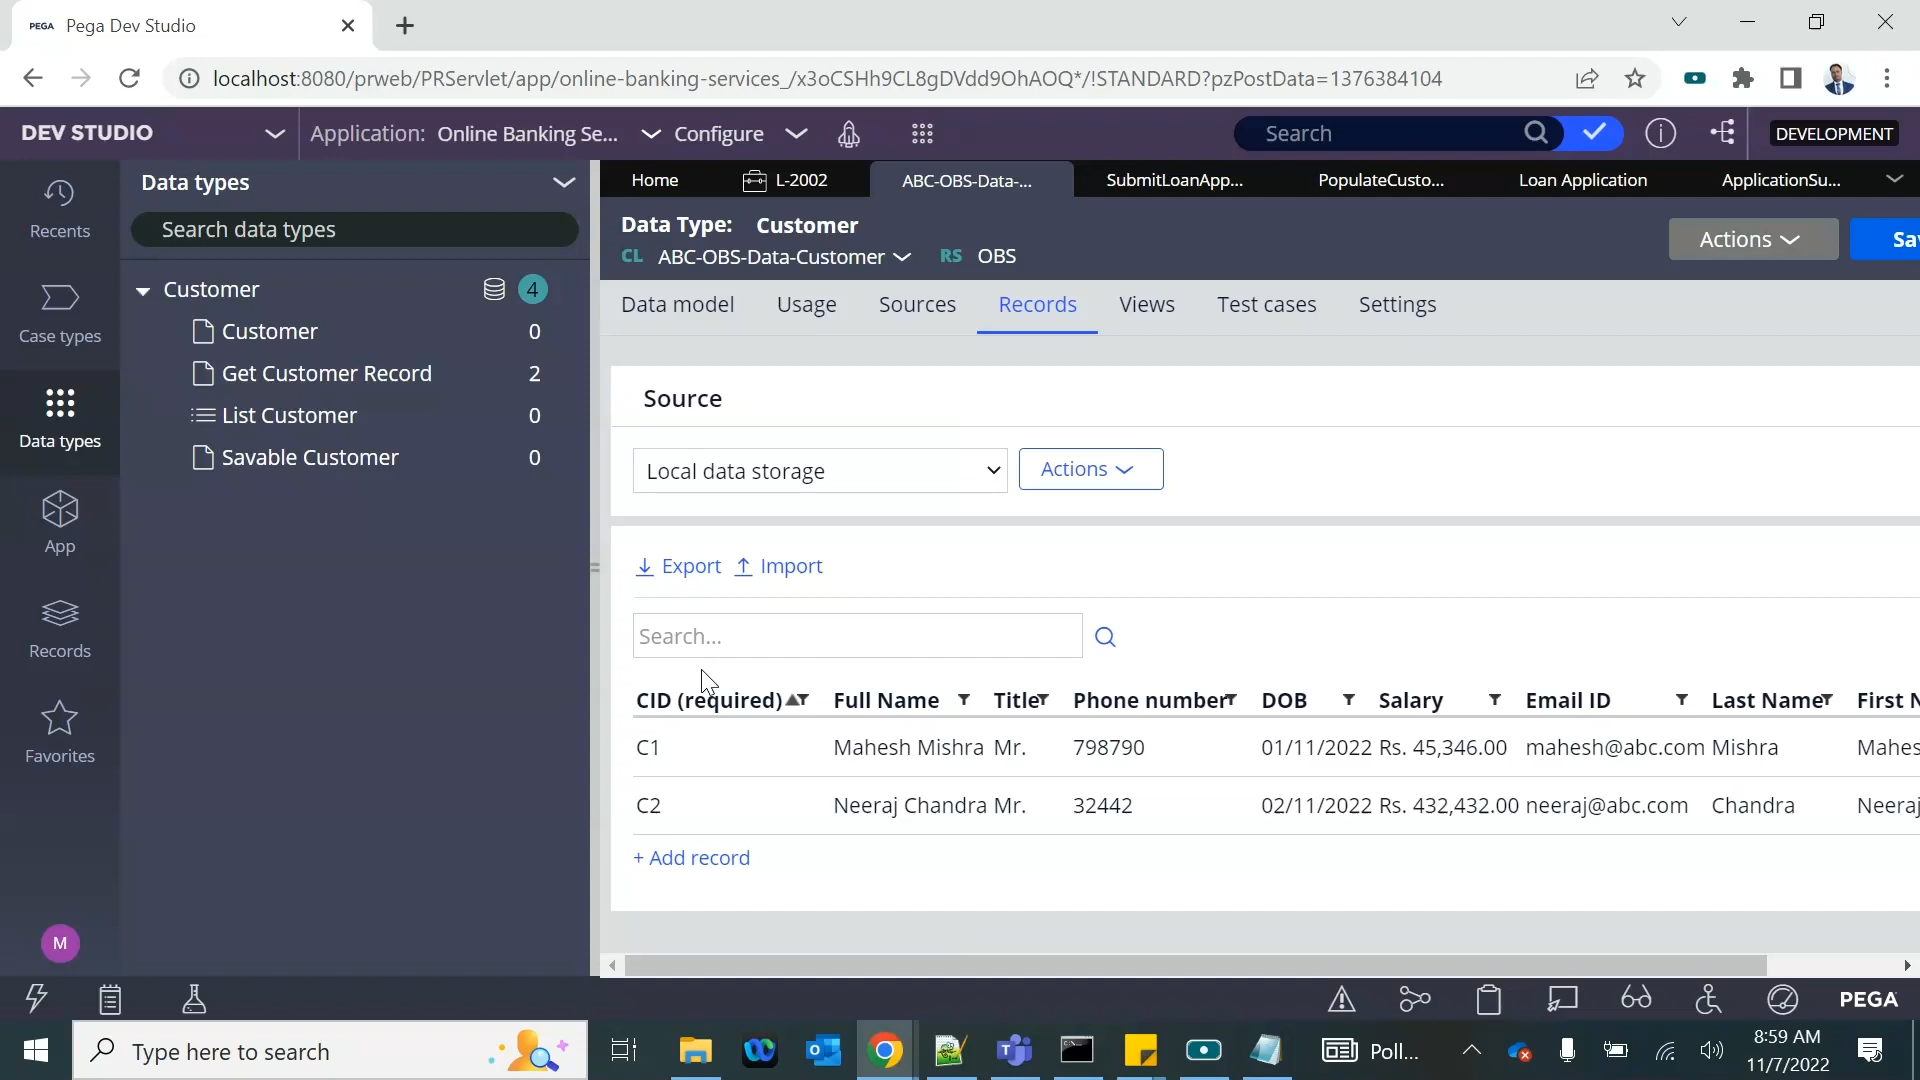 PEGA Pega Dev Studio
localhost:8080/prweb/PRServlet/app/online-banking-services_/x3oCSHh9CL8gDVdd9OhAOQ*/!STANDARD?pzPostData=1376384104
DEV STUDIO
Application: Online Banking Se... Configure
Search
DEVELOPMENT
Recents
Case types
Data types
App
Records
Favorites
M
Data types
Search data types
Customer 4
Customer 0
Get Customer Record 2
List Customer 0
Savable Customer 0
Home L-2002 ABC-OBS-Data-... SubmitLoanApp... PopulateCusto... Loan Application ApplicationSu...
Data Type: Customer
CL ABC-OBS-Data-Customer RS OBS
Actions
Sav
Data model Usage Sources Records Views Test cases Settings
Source
Local data storage Actions
Export Import
Search...
CID (required) Full Name Title Phone number DOB Salary Email ID Last Name First N
C1 Mahesh Mishra Mr. 798790 01/11/2022 Rs. 45,346.00 mahesh@abc.com Mishra Mahes
C2 Neeraj Chandra Mr. 32442 02/11/2022 Rs. 432,432.00 neeraj@abc.com Chandra Neeraj
+ Add record
PEGA
Type here to search
Poll...
8:59 AM
11/7/2022